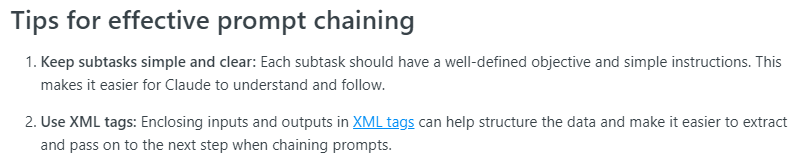 Tips for effective prompt chaining
1. Keep subtasks simple and clear: Each subtask should have a well-defined objective and simple instructions. This
makes it easier for Claude to understand and follow.
2. Use XML tags: Enclosing inputs and outputs in XML tags can help structure the data and make it easier to extract
and pass on to the next step when chaining prompts.